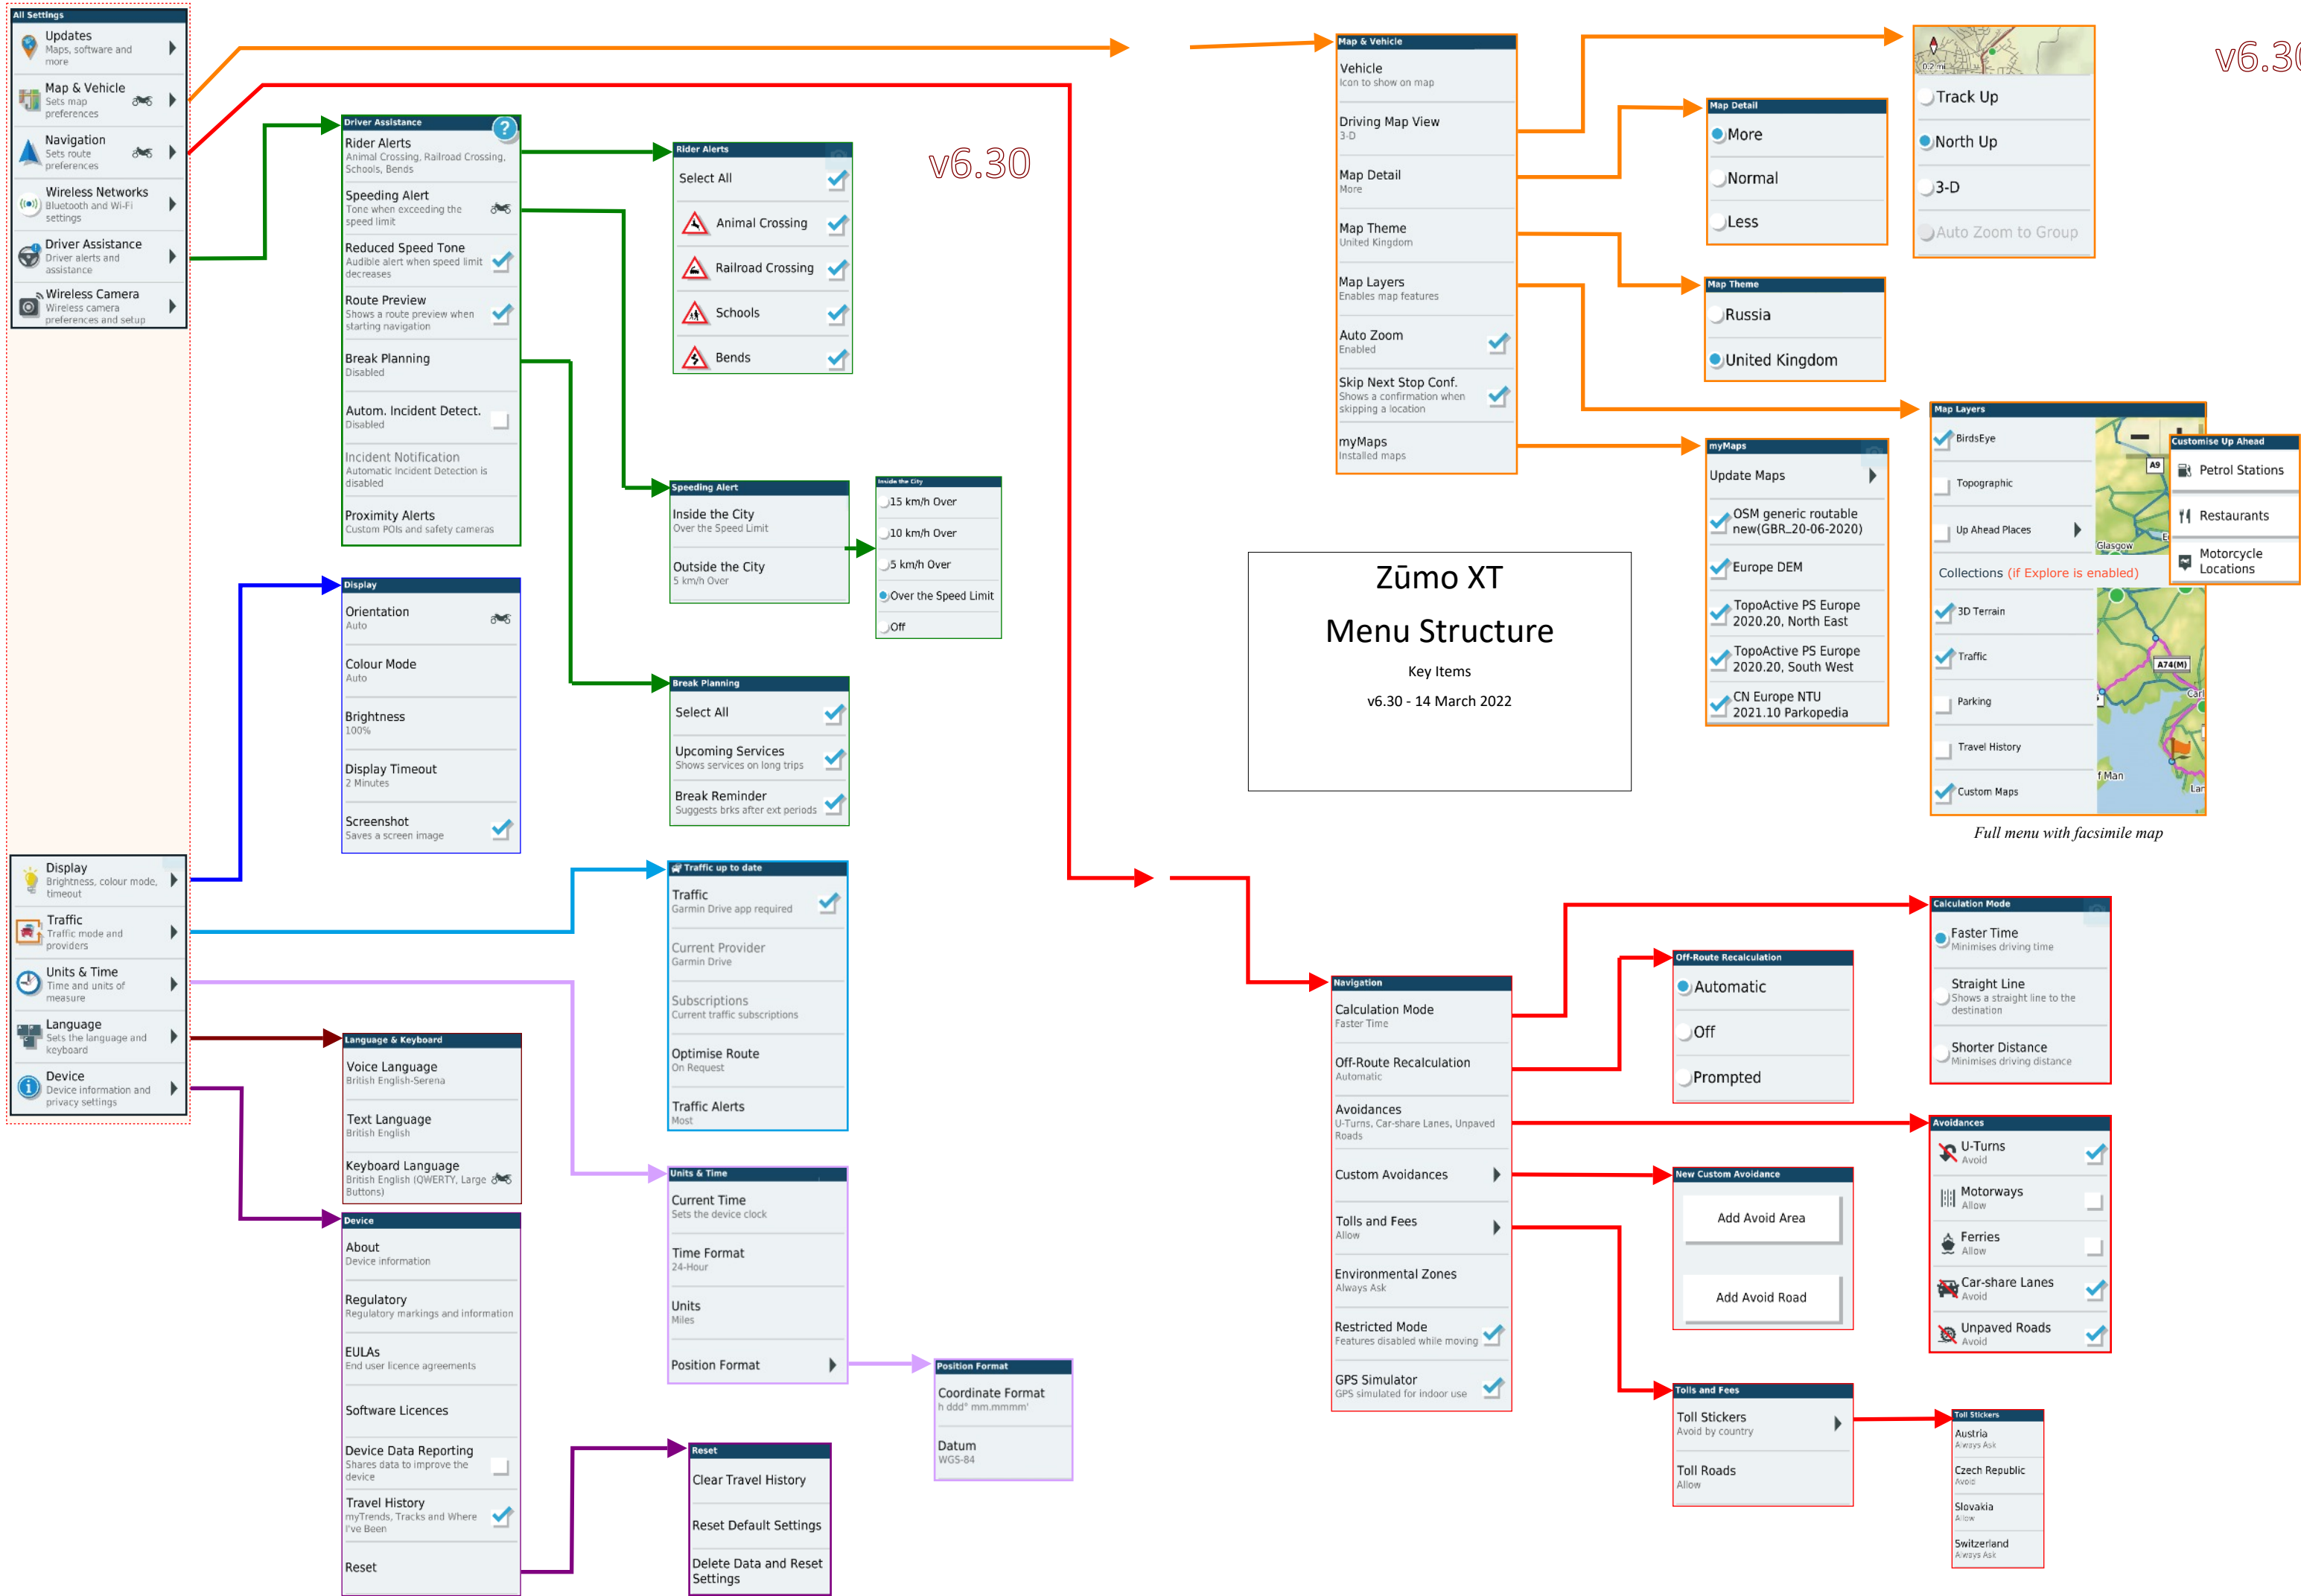 All Settings
Updates
Maps, software and
more
Map & Vehicle
Sets map
preferences
Navigation
Sets route
preferences
Wireless Networks
Bluetooth and Wi-Fi
settings
Driver Assistance
Driver alerts and
assistance
Wireless Camera
Wireless camera
preferences and setup
Display
Brightness, colour mode,
timeout
Traffic
Traffic mode and
providers
Units & Time
Time and units of
measure
Language
Sets the language and
keyboard
Device
Device information and
privacy settings
Driver Assistance
?
Rider Alerts
Animal Crossing, Railroad Crossing,
Schools, Bends
Speeding Alert
Tone when exceeding the
speed limit
Reduced Speed Tone
Audible alert when speed limit
decreases
Route Preview
Shows a route preview when
starting navigation
Break Planning
Disabled
Autom. Incident Detect.
Disabled
Incident Notification
Automatic Incident Detection is
disabled
Proximity Alerts
Custom POIs and safety cameras
Display
Orientation
Auto
Colour Mode
Auto
Brightness
100%
Display Timeout
2 Minutes
Screenshot
Saves a screen image
Language & Keyboard
Voice Language
British English-Serena
Text Language
British English
Keyboard Language
British English (QWERTY, Large
Buttons)
Device
About
Device information
Regulatory
Regulatory markings and information
EULAs
End user licence agreements
Software Licences
Device Data Reporting
Shares data to improve the
device
Travel History
myTrends, Tracks and Where
I've Been
Reset
Rider Alerts
Select All
Animal Crossing
Railroad Crossing
Schools
Bends
v6.30
Speeding Alert
Inside the City
Over the Speed Limit
Outside the City
5 km/h Over
Inside the City
15 km/h Over
10 km/h Over
5 km/h Over
Over the Speed Limit
Off
Break Planning
Select All
Upcoming Services
Shows services on long trips
Break Reminder
Suggests brks after ext periods
Traffic up to date
Traffic
Garmin Drive app required
Current Provider
Garmin Drive
Subscriptions
Current traffic subscriptions
Optimise Route
On Request
Traffic Alerts
Most
Units & Time
Current Time
Sets the device clock
Time Format
24-Hour
Units
Miles
Position Format
Position Format
Coordinate Format
h ddd° mm.mmmm'
Datum
WGS-84
Reset
Clear Travel History
Reset Default Settings
Delete Data and Reset
Settings
Map & Vehicle
Vehicle
Icon to show on map
Driving Map View
3-D
Map Detail
More
Map Theme
United Kingdom
Map Layers
Enables map features
Auto Zoom
Enabled
Skip Next Stop Conf.
Shows a confirmation when
skipping a location
myMaps
Installed maps
Map Detail
More
Normal
Less
Map Theme
Russia
United Kingdom
myMaps
Update Maps
OSM generic routable
new(GBR_20-06-2020)
Europe DEM
TopoActive PS Europe
2020.20, North East
TopoActive PS Europe
2020.20, South West
CN Europe NTU
2021.10 Parkopedia
0.2 mi
Track Up
North Up
3-D
Auto Zoom to Group
v6.30
Map Layers
BirdsEye
Topographic
Up Ahead Places
Collections (if Explore is enabled)
3D Terrain
Traffic
Parking
Travel History
Custom Maps
A9
Glasgow
E
A74(M)
Carl
f Man
Lan
Customise Up Ahead
Petrol Stations
Restaurants
Motorcycle
Locations
Full menu with facsimile map
Zūmo XT
Menu Structure
Key Items
v6.30 - 14 March 2022
Navigation
Calculation Mode
Faster Time
Off-Route Recalculation
Automatic
Avoidances
U-Turns, Car-share Lanes, Unpaved
Roads
Custom Avoidances
Tolls and Fees
Allow
Environmental Zones
Always Ask
Restricted Mode
Features disabled while moving
GPS Simulator
GPS simulated for indoor use
Off-Route Recalculation
Automatic
Off
Prompted
New Custom Avoidance
Add Avoid Area
Add Avoid Road
Tolls and Fees
Toll Stickers
Avoid by country
Toll Roads
Allow
Calculation Mode
Faster Time
Minimises driving time
Straight Line
Shows a straight line to the
destination
Shorter Distance
Minimises driving distance
Avoidances
U-Turns
Avoid
Motorways
Allow
Ferries
Allow
Car-share Lanes
Avoid
Unpaved Roads
Avoid
Toll Stickers
Austria
Always Ask
Czech Republic
Avoid
Slovakia
Allow
Switzerland
Always Ask